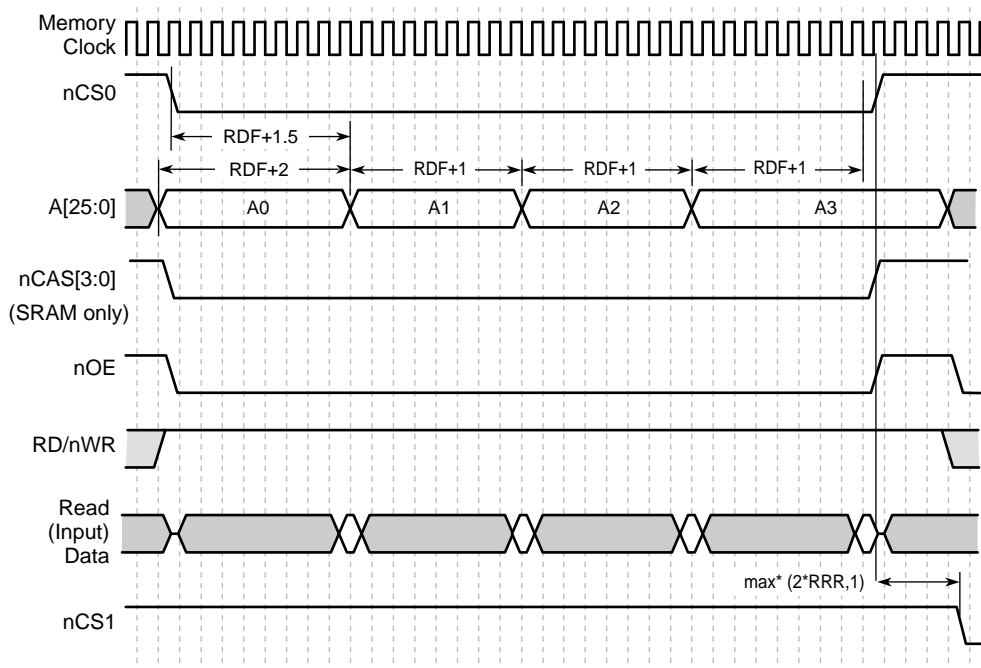 Memory
Clock
nCS0
RDF+1.5
RDF+2
RDF+1
RDF+1
RDF+1
A[25:0]
A0
A1
A2
A3
nCAS[3:0]
(SRAM only)
nOE
RD/nWR
Read
(Input)
Data
max* (2*RRR,1)
nCS1